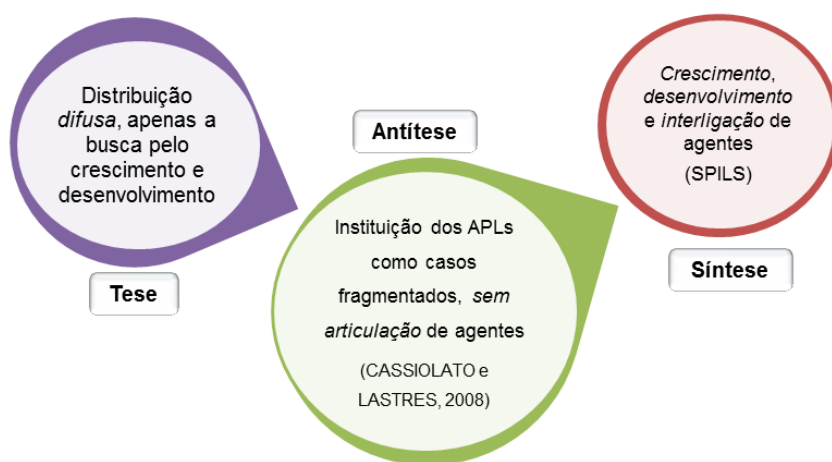 Distribuição
difusa, apenas a
busca pelo
crescimento e
desenvolvimento
Tese
Antítese
Instituição dos APLs
como casos
fragmentados, sem
articulação de agentes
(CASSIOLATO e
LASTRES, 2008)
Crescimento,
desenvolvimento
e interligação de
agentes
(SPILS)
Síntese